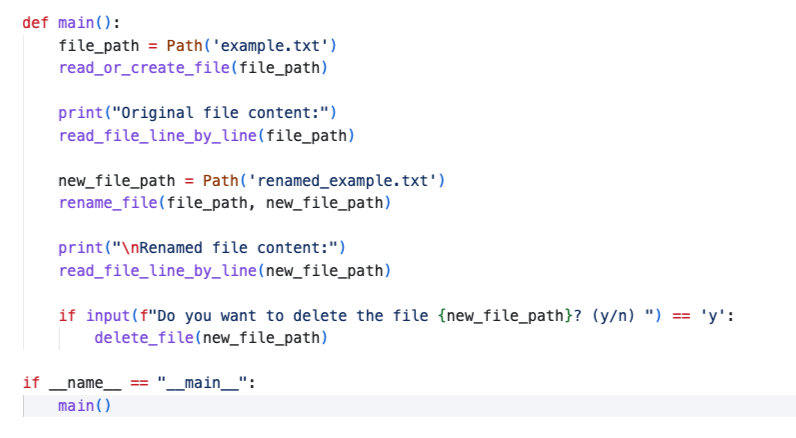 def main():
    file_path = Path('example.txt')
    read_or_create_file(file_path)

    print("Original file content:")
    read_file_line_by_line(file_path)

    new_file_path = Path('renamed_example.txt')
    rename_file(file_path, new_file_path)

    print("\nRenamed file content:")
    read_file_line_by_line(new_file_path)

    if input(f"Do you want to delete the file {new_file_path}? (y/n) ") == 'y':
        delete_file(new_file_path)

if __name__ == "__main__":
    main()